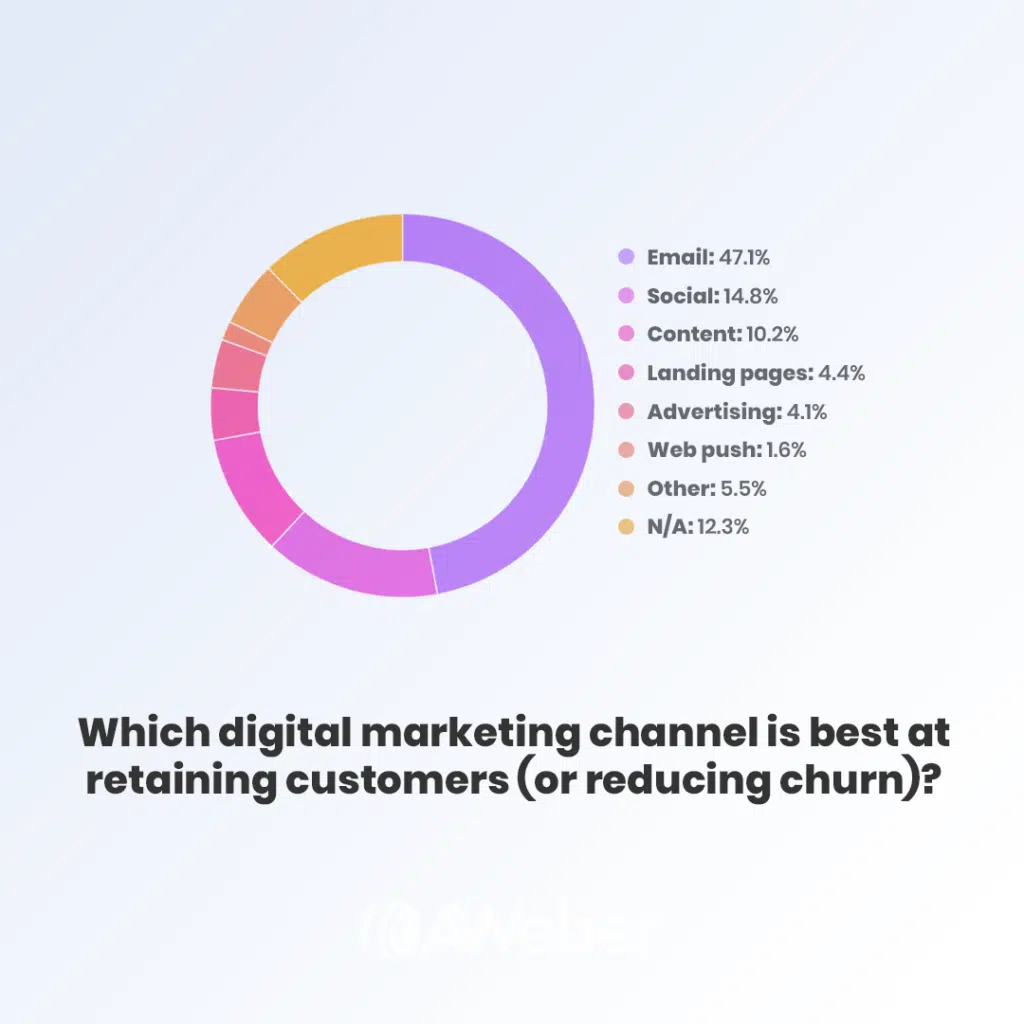 Email: 47.1%
Social: 14.8%
Content: 10.2%
Landing pages: 4.4%
Advertising: 4.1%
Web push: 1.6%
Other: 5.5%
N/A: 12.3%
Which digital marketing channel is best at
retaining customers (or reducing churn)?
AWeber